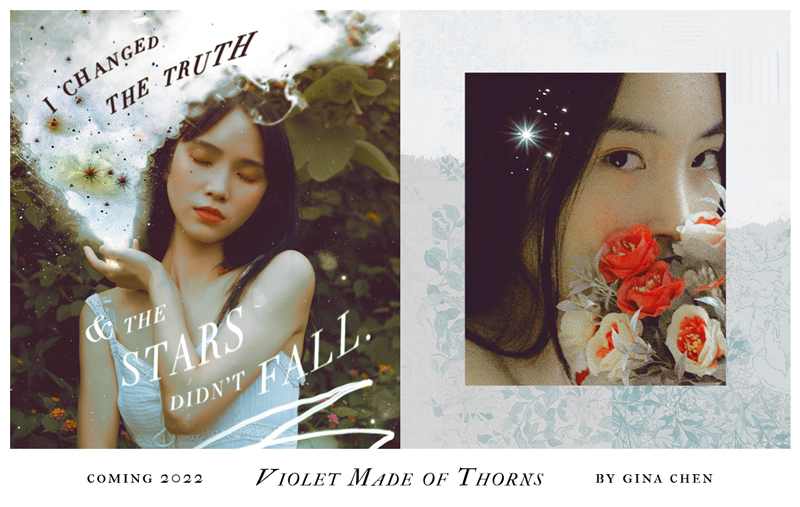 I CHANGED
THE TRUTH
& THE
STARS
DIDN'T FALL.
COMING 2022
VIOLET MADE OF THORNS
BY GINA CHEN